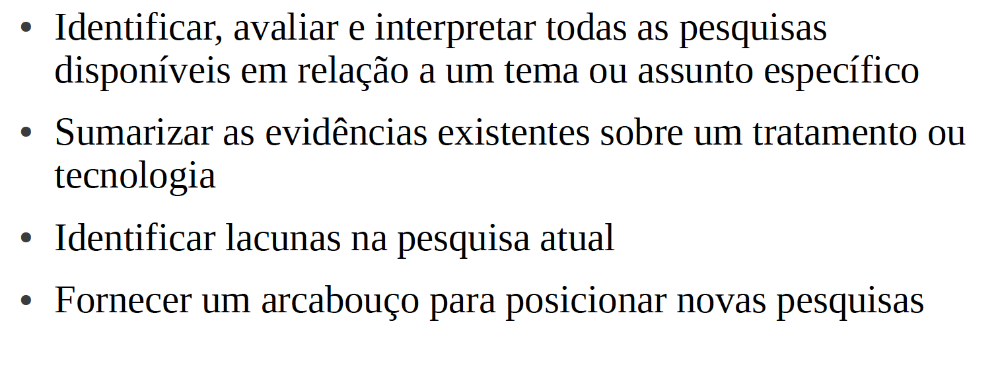 • Identificar, avaliar e interpretar todas as pesquisas
disponíveis em relação a um tema ou assunto específico
• Sumarizar as evidências existentes sobre um tratamento ou
tecnologia
• Identificar lacunas na pesquisa atual
• Fornecer um arcabouço para posicionar novas pesquisas